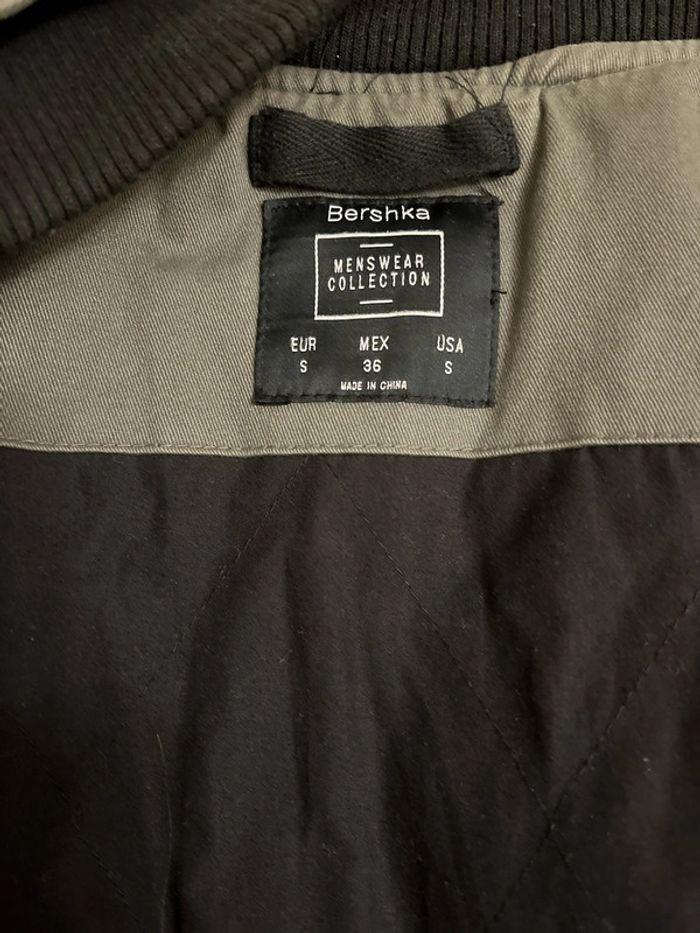 Bershka
MENSWEAR
COLLECTION
EUR MEX USA
S 36 S
MADE IN CHINA